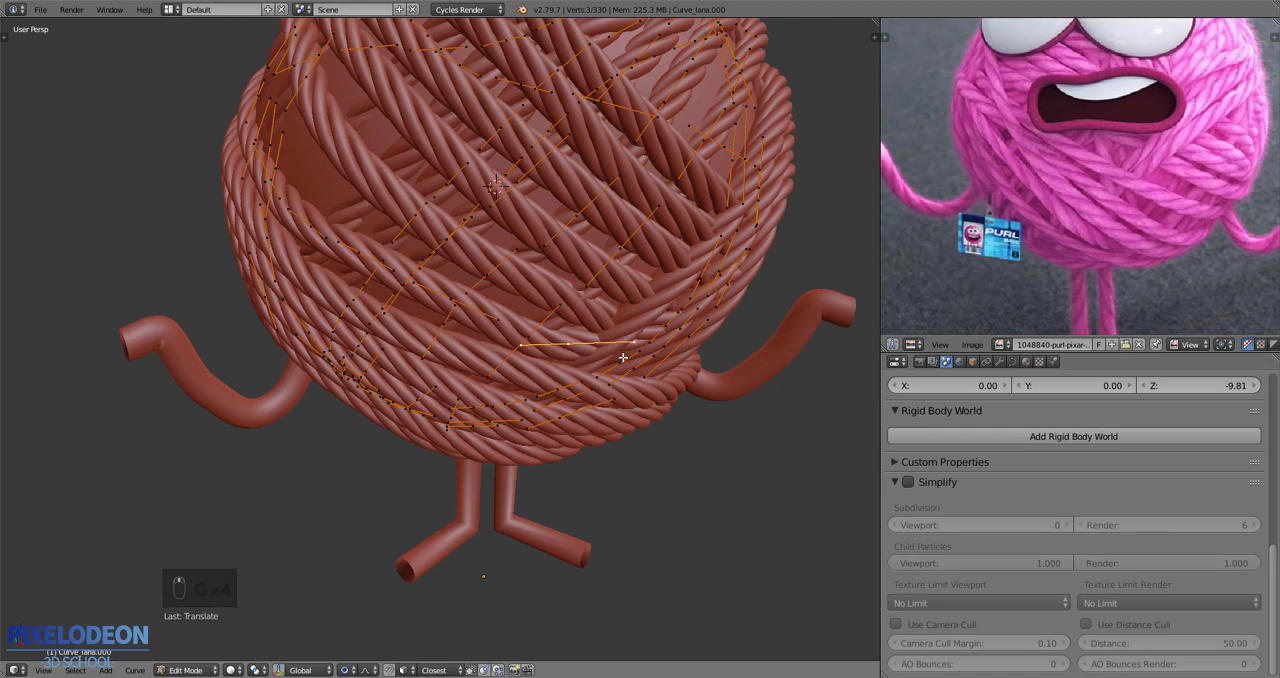 File Render Window Help Default Scene Cycles Render v2.79.7 | Verts:3/330 | Mem: 225.3 MB | Curve_lana.000
User Persp
PURL
View Image 1048840-purl-pixar-.. F View
X: 0.00 Y: 0.00 Z: -9.81
Rigid Body World
Add Rigid Body World
Custom Properties
Simplify
Subdivision
Viewport: 0 Render: 6
Child Particles
Viewport: 1.000 Render: 1.000
Texture Limit Viewport Texture Limit Render
No Limit No Limit
Use Camera Cull Use Distance Cull
Camera Cull Margin: 0.10 Distance: 50.00
AO Bounces: 0 AO Bounces Render: 0
G x4
Last: Translate
PIXELODEON
(1) Curve_lana.000
3D SCHOOL
View Select Add Curve Edit Mode Global Closest